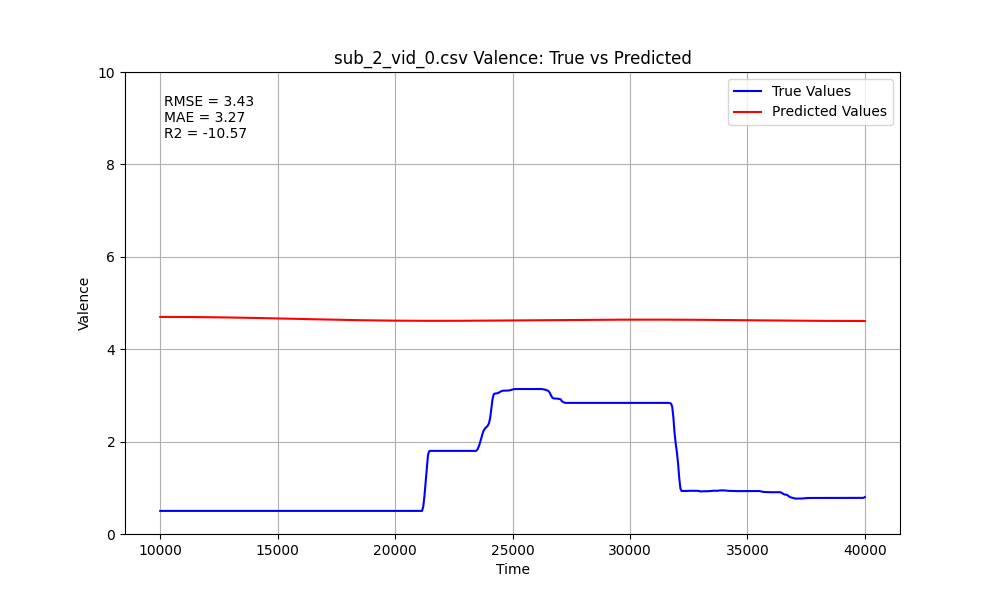 sub_2_vid_0.csv Valence: True vs Predicted
RMSE = 3.43
MAE = 3.27
R2 = -10.57
True Values
Predicted Values
Valence
10
8
6
4
2
0
10000 15000 20000 25000 30000 35000 40000
Time